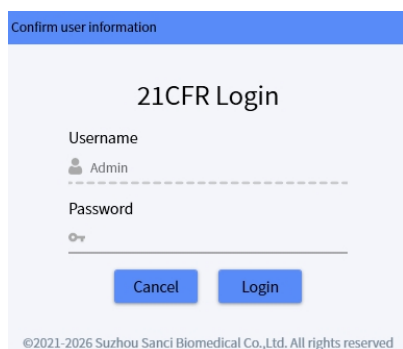 Confirm user information
21CFR Login
Username
Admin
Password
Cancel Login
©2021-2026 Suzhou Sanci Biomedical Co.,Ltd. All rights reserved